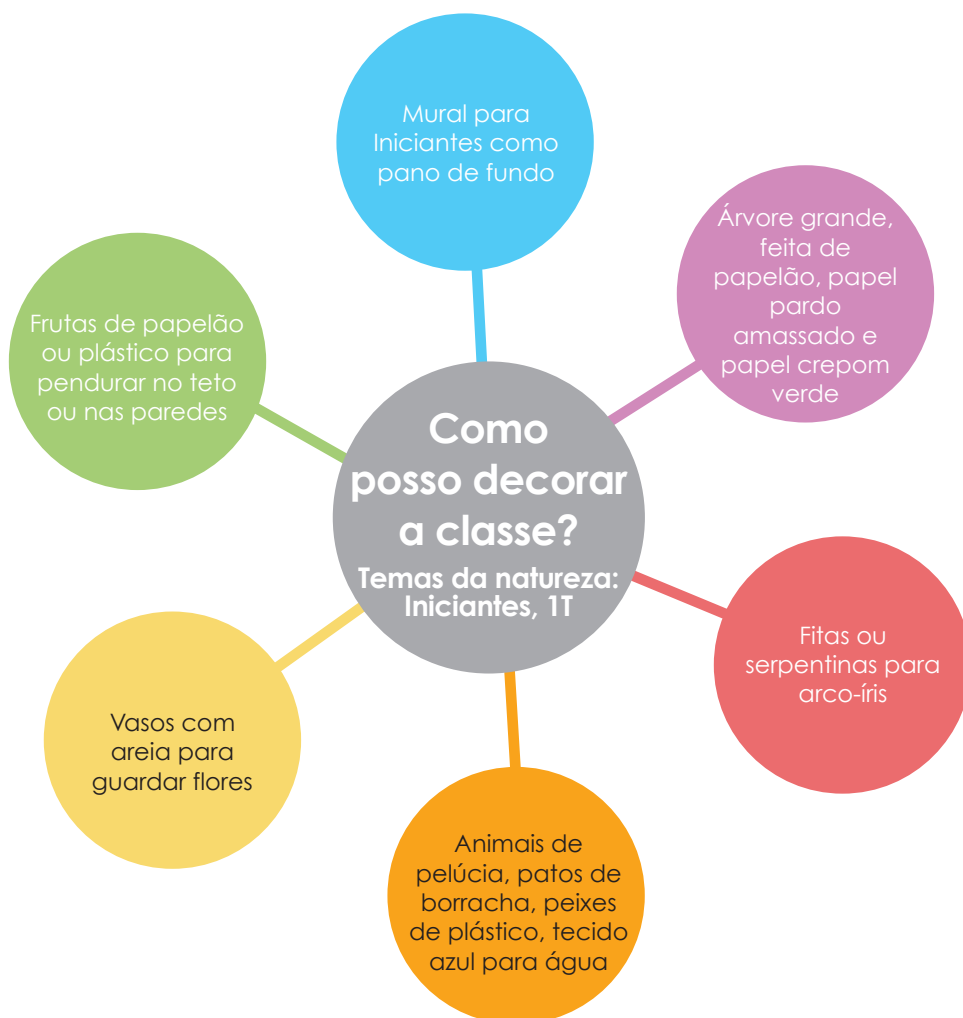 Mural para
Iniciantes como
pano de fundo
Árvore grande,
feita de
papelão, papel
pardo
amassado e
papel crepom
verde
Frutas de papelão
ou plástico para
pendurar no teto
ou nas paredes
Como
posso decorar
a classe?
Temas da natureza:
Iniciantes, 1T
Fitas ou
serpentinas para
arco-íris
Vasos com
areia para
guardar flores
Animais de
pelúcia, patos de
borracha, peixes
de plástico, tecido
azul para água